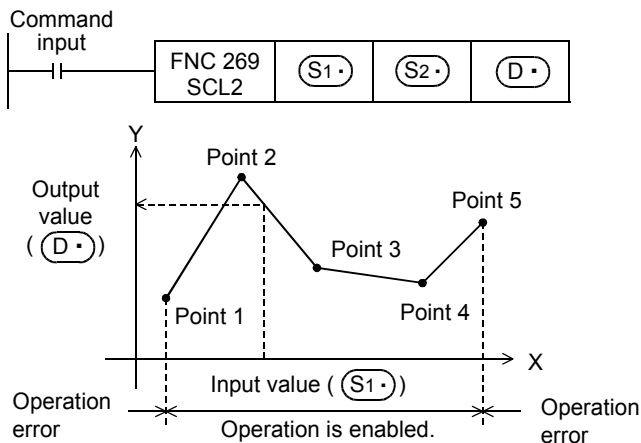 Command
input
FNC 269
SCL2
S1・
S2・
D・
Y
Point 2
Output
value
( D・ )
Point 5
Point 3
Point 1
Point 4
X
Input value ( S1・ )
Operation
error
Operation is enabled.
Operation
error